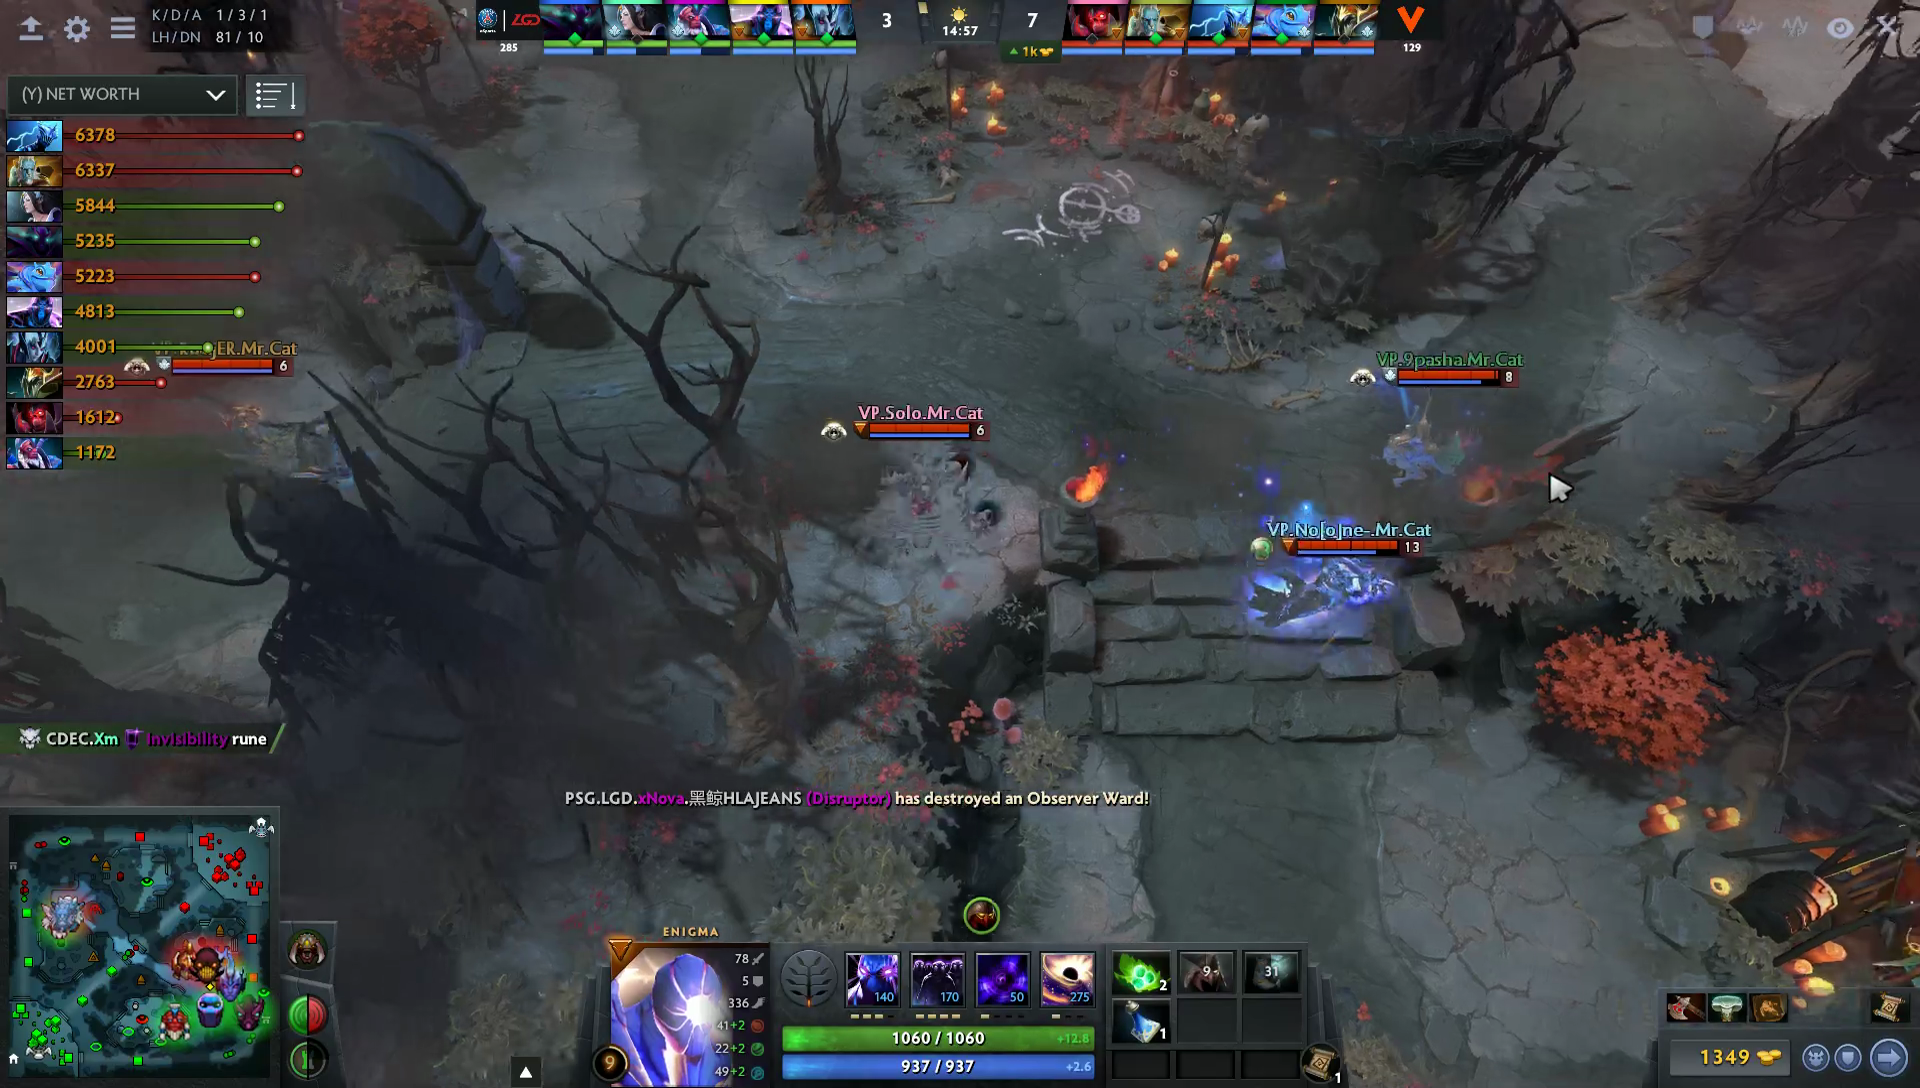 K/D/A 1/3/1
LH/DN 81/10
LGD
285
3
14:57
7
1k
129
(Y) NET WORTH
6378
6337
5844
5235
5223
4813
4001
2763
1612
1172
ER.Mr.Cat
6
VP.Solo.Mr.Cat
6
VP.9pasha.Mr.Cat
8
VP.No[o]ne-.Mr.Cat
13
CDEC.Xm Invisibility rune
PSG.LGD.xNova.黑鲸HLAJEANS (Disruptor) has destroyed an Observer Ward!
ENIGMA
78
5
336
41+2
22+2
49+2
9
140
170
50
275
1060 / 1060
+12.8
937 / 937
+2.6
2
9
31
1
1
1349